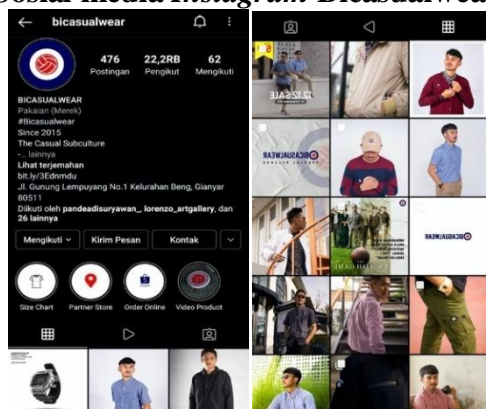 Sosial media Instagram Bicasualwear
bicasualwear
476
22,2RB
62
Postingan
Pengikut
Mengikuti
BICASUALWEAR
Pakaian (Merek)
#Bicasualwear
Since 2015
The Casual Subculture
-... lainnya
Lihat terjemahan
bit.ly/3Ednmdu
Jl. Gunung Lempuyang No.1 Kelurahan Beng, Gianyar
80511
Diikuti oleh pandeadisuryawan_, lorenzo_artgallery, dan
26 lainnya
Mengikuti
Kirim Pesan
Kontak
Size Chart
Partner Store
Order Online
Video Product
12.12 SALE
BICASUALWEAR
BICASUALWEAR